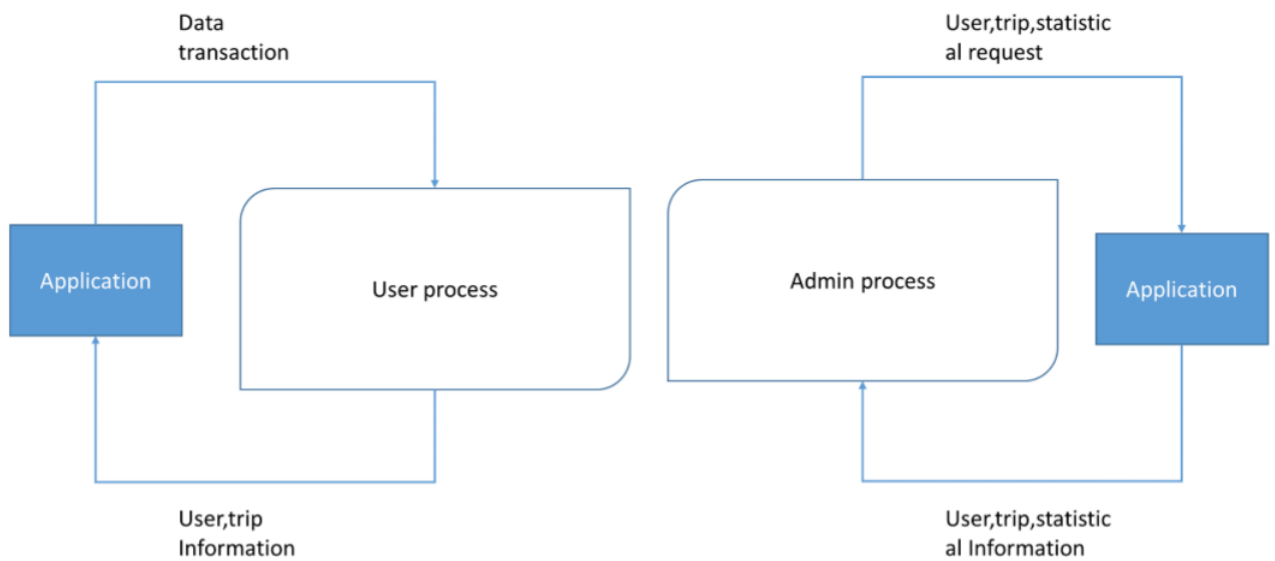 Data
transaction
User,trip,statistic
al request
Application
User process
Admin process
Application
User,trip
Information
User,trip,statistic
al Information